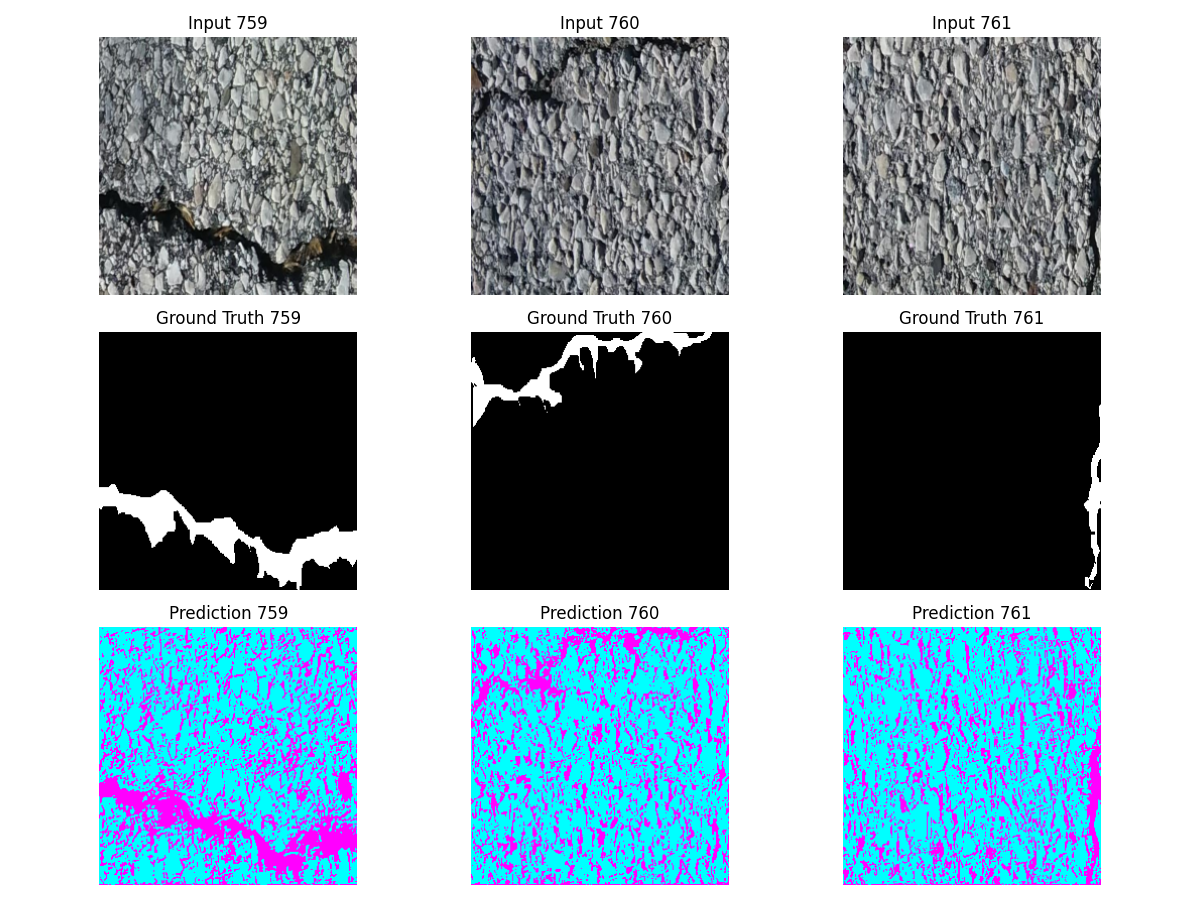 Input 759
Input 760
Input 761
Ground Truth 759
Ground Truth 760
Ground Truth 761
Prediction 759
Prediction 760
Prediction 761